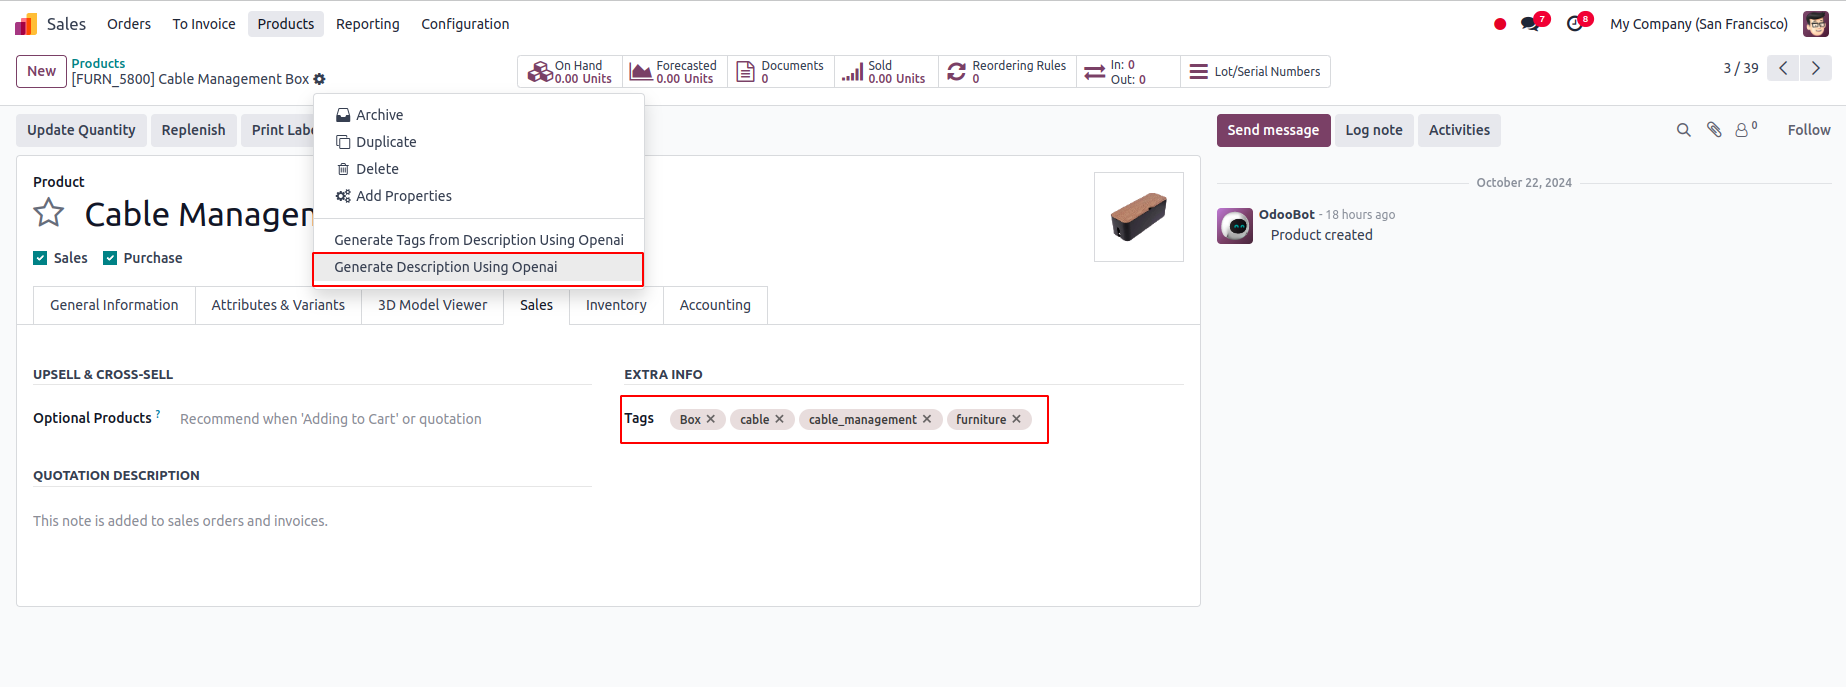 Sales Orders To Invoice Products Reporting Configuration 7 8 My Company (San Francisco)
New Products
[FURN_5800] Cable Management Box
On Hand 0.00 Units
Forecasted 0.00 Units
Documents 0
Sold 0.00 Units
Reordering Rules 0
In: 0
Out: 0
Lot/Serial Numbers
3 / 39
Update Quantity Replenish Print Labe
Archive
Duplicate
Delete
Add Properties
Generate Tags from Description Using Openai
Generate Description Using Openai
Send message Log note Activities 0 Follow
Product
Cable Managen
Sales Purchase
General Information Attributes & Variants 3D Model Viewer Sales Inventory Accounting
UPSELL & CROSS-SELL
Optional Products ? Recommend when 'Adding to Cart' or quotation
QUOTATION DESCRIPTION
This note is added to sales orders and invoices.
EXTRA INFO
Tags Box cable cable_management furniture
October 22, 2024
OdooBot - 18 hours ago
Product created